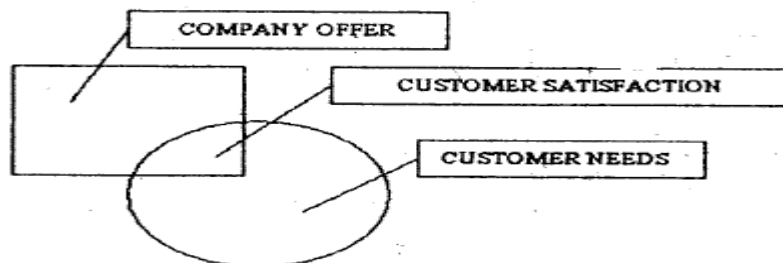 COMPANY OFFER
CUSTOMER SATISFACTION
CUSTOMER NEEDS